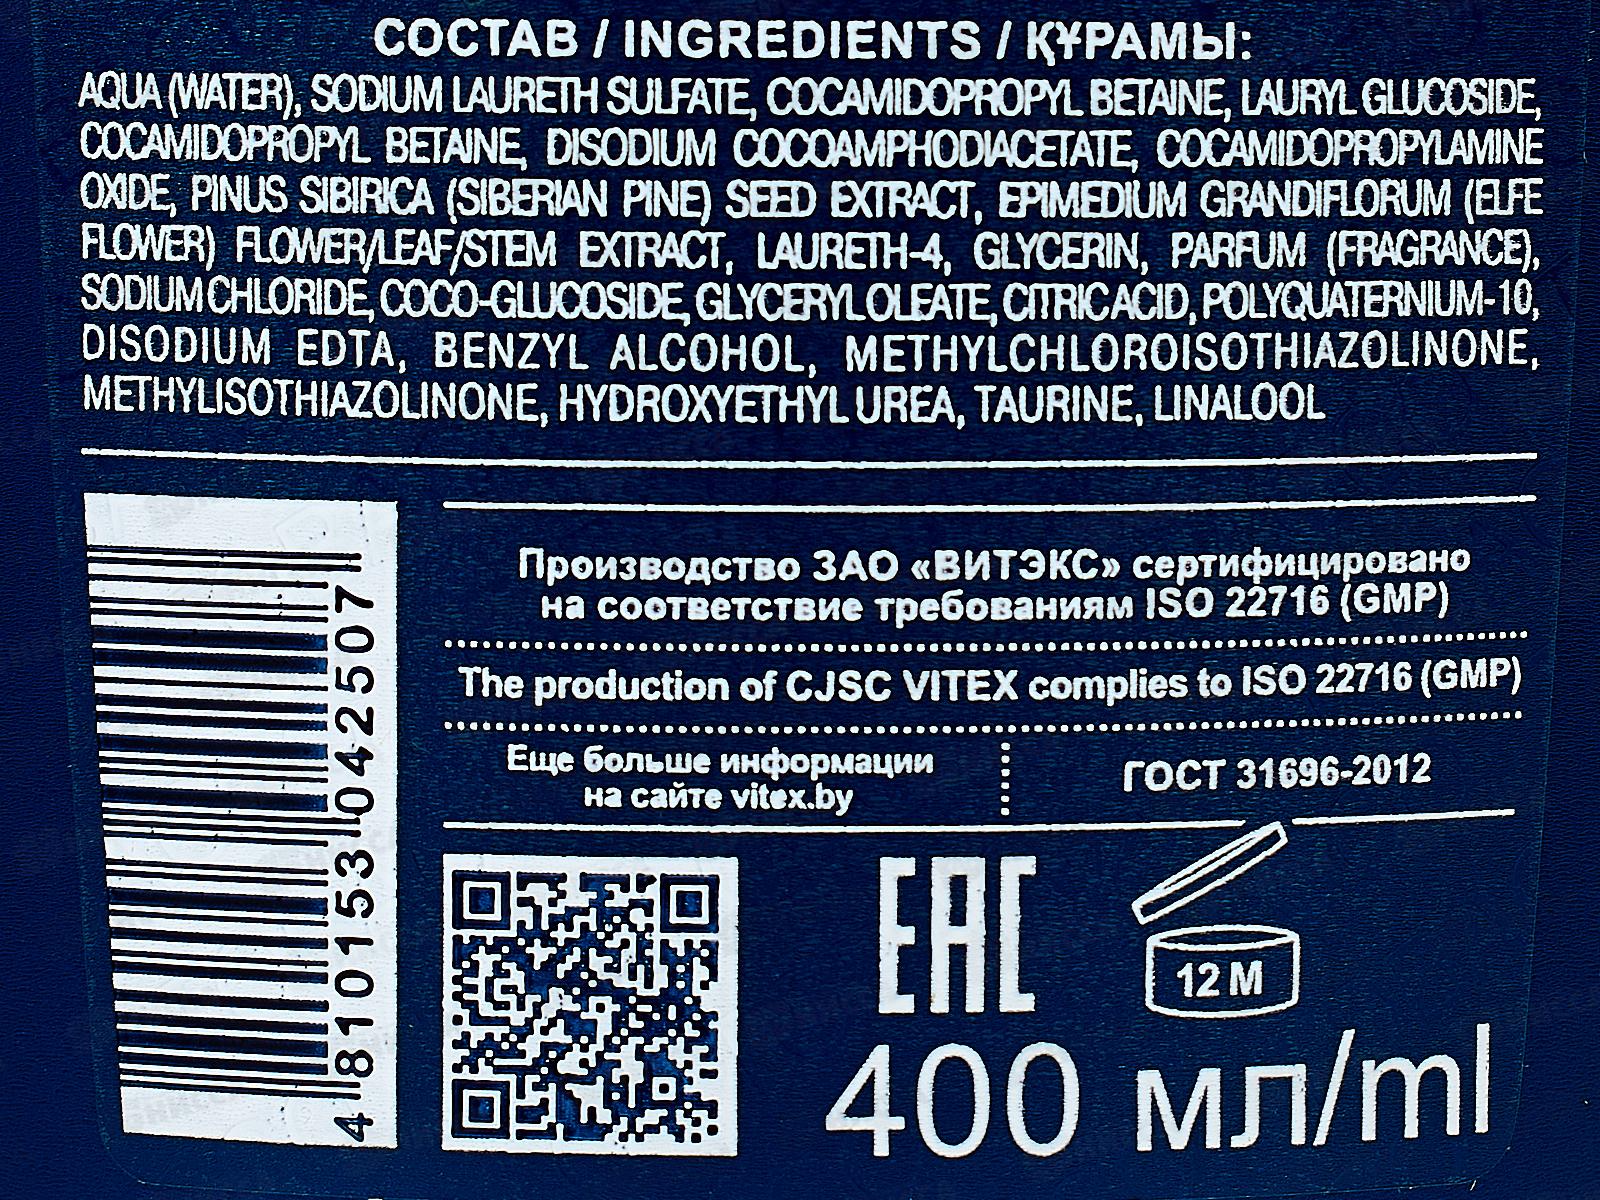 СОСТАВ / INGREDIENTS / ҚҰРАМЫ:
AQUA (WATER), SODIUM LAURETH SULFATE, COCAMIDOPROPYL BETAINE, LAURYL GLUCOSIDE,
COCAMIDOPROPYL BETAINE, DISODIUM COCOAMPHODIACETATE, COCAMIDOPROPYLAMINE
OXIDE, PINUS SIBIRICA (SIBERIAN PINE) SEED EXTRACT, EPIMEDIUM GRANDIFLORUM (ELFE
FLOWER) FLOWER/LEAF/STEM EXTRACT, LAURETH-4, GLYCERIN, PARFUM (FRAGRANCE),
SODIUM CHLORIDE, COCO-GLUCOSIDE, GLYCERYL OLEATE, CITRIC ACID, POLYQUATERNIUM-10,
DISODIUM EDTA, BENZYL ALCOHOL, METHYLCHLOROISOTHIAZOLINONE,
METHYLISOTHIAZOLINONE, HYDROXYETHYL UREA, TAURINE, LINALOOL
4 810153 042507
Производство ЗАО «ВИТЭКС» сертифицировано
на соответствие требованиям ISO 22716 (GMP)
The production of CJSC VITEX complies to ISO 22716 (GMP)
Еще больше информации
на сайте vitex.by
ГОСТ 31696-2012
EAC
12 M
400 мл/ml